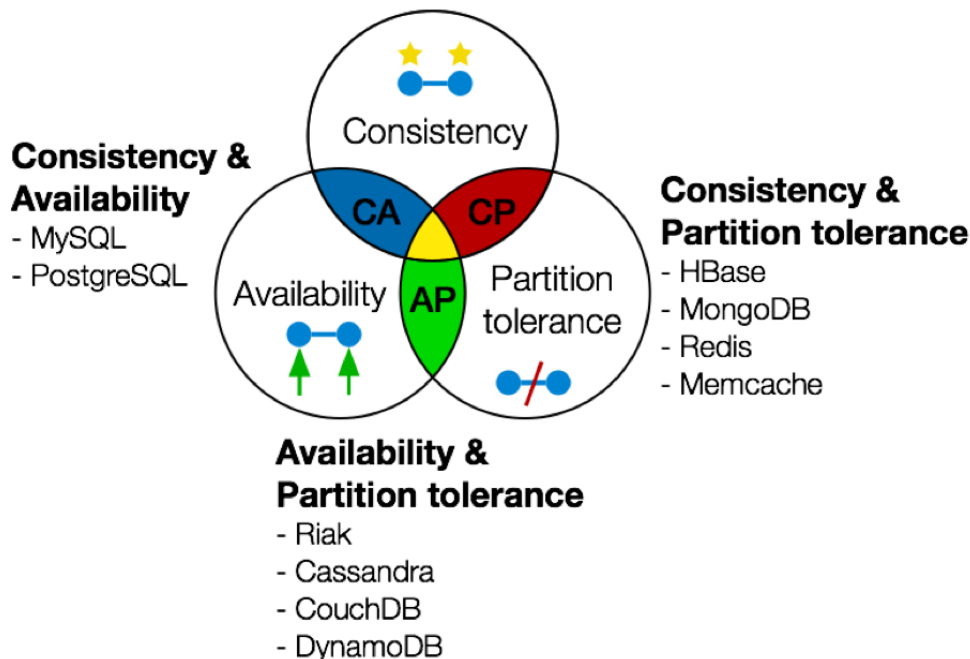 Consistency
Consistency &
Availability
- MySQL
- PostgreSQL
CA
CP
AP
Availability
Partition
tolerance
Consistency &
Partition tolerance
- HBase
- MongoDB
- Redis
- Memcache
Availability &
Partition tolerance
- Riak
- Cassandra
- CouchDB
- DynamoDB